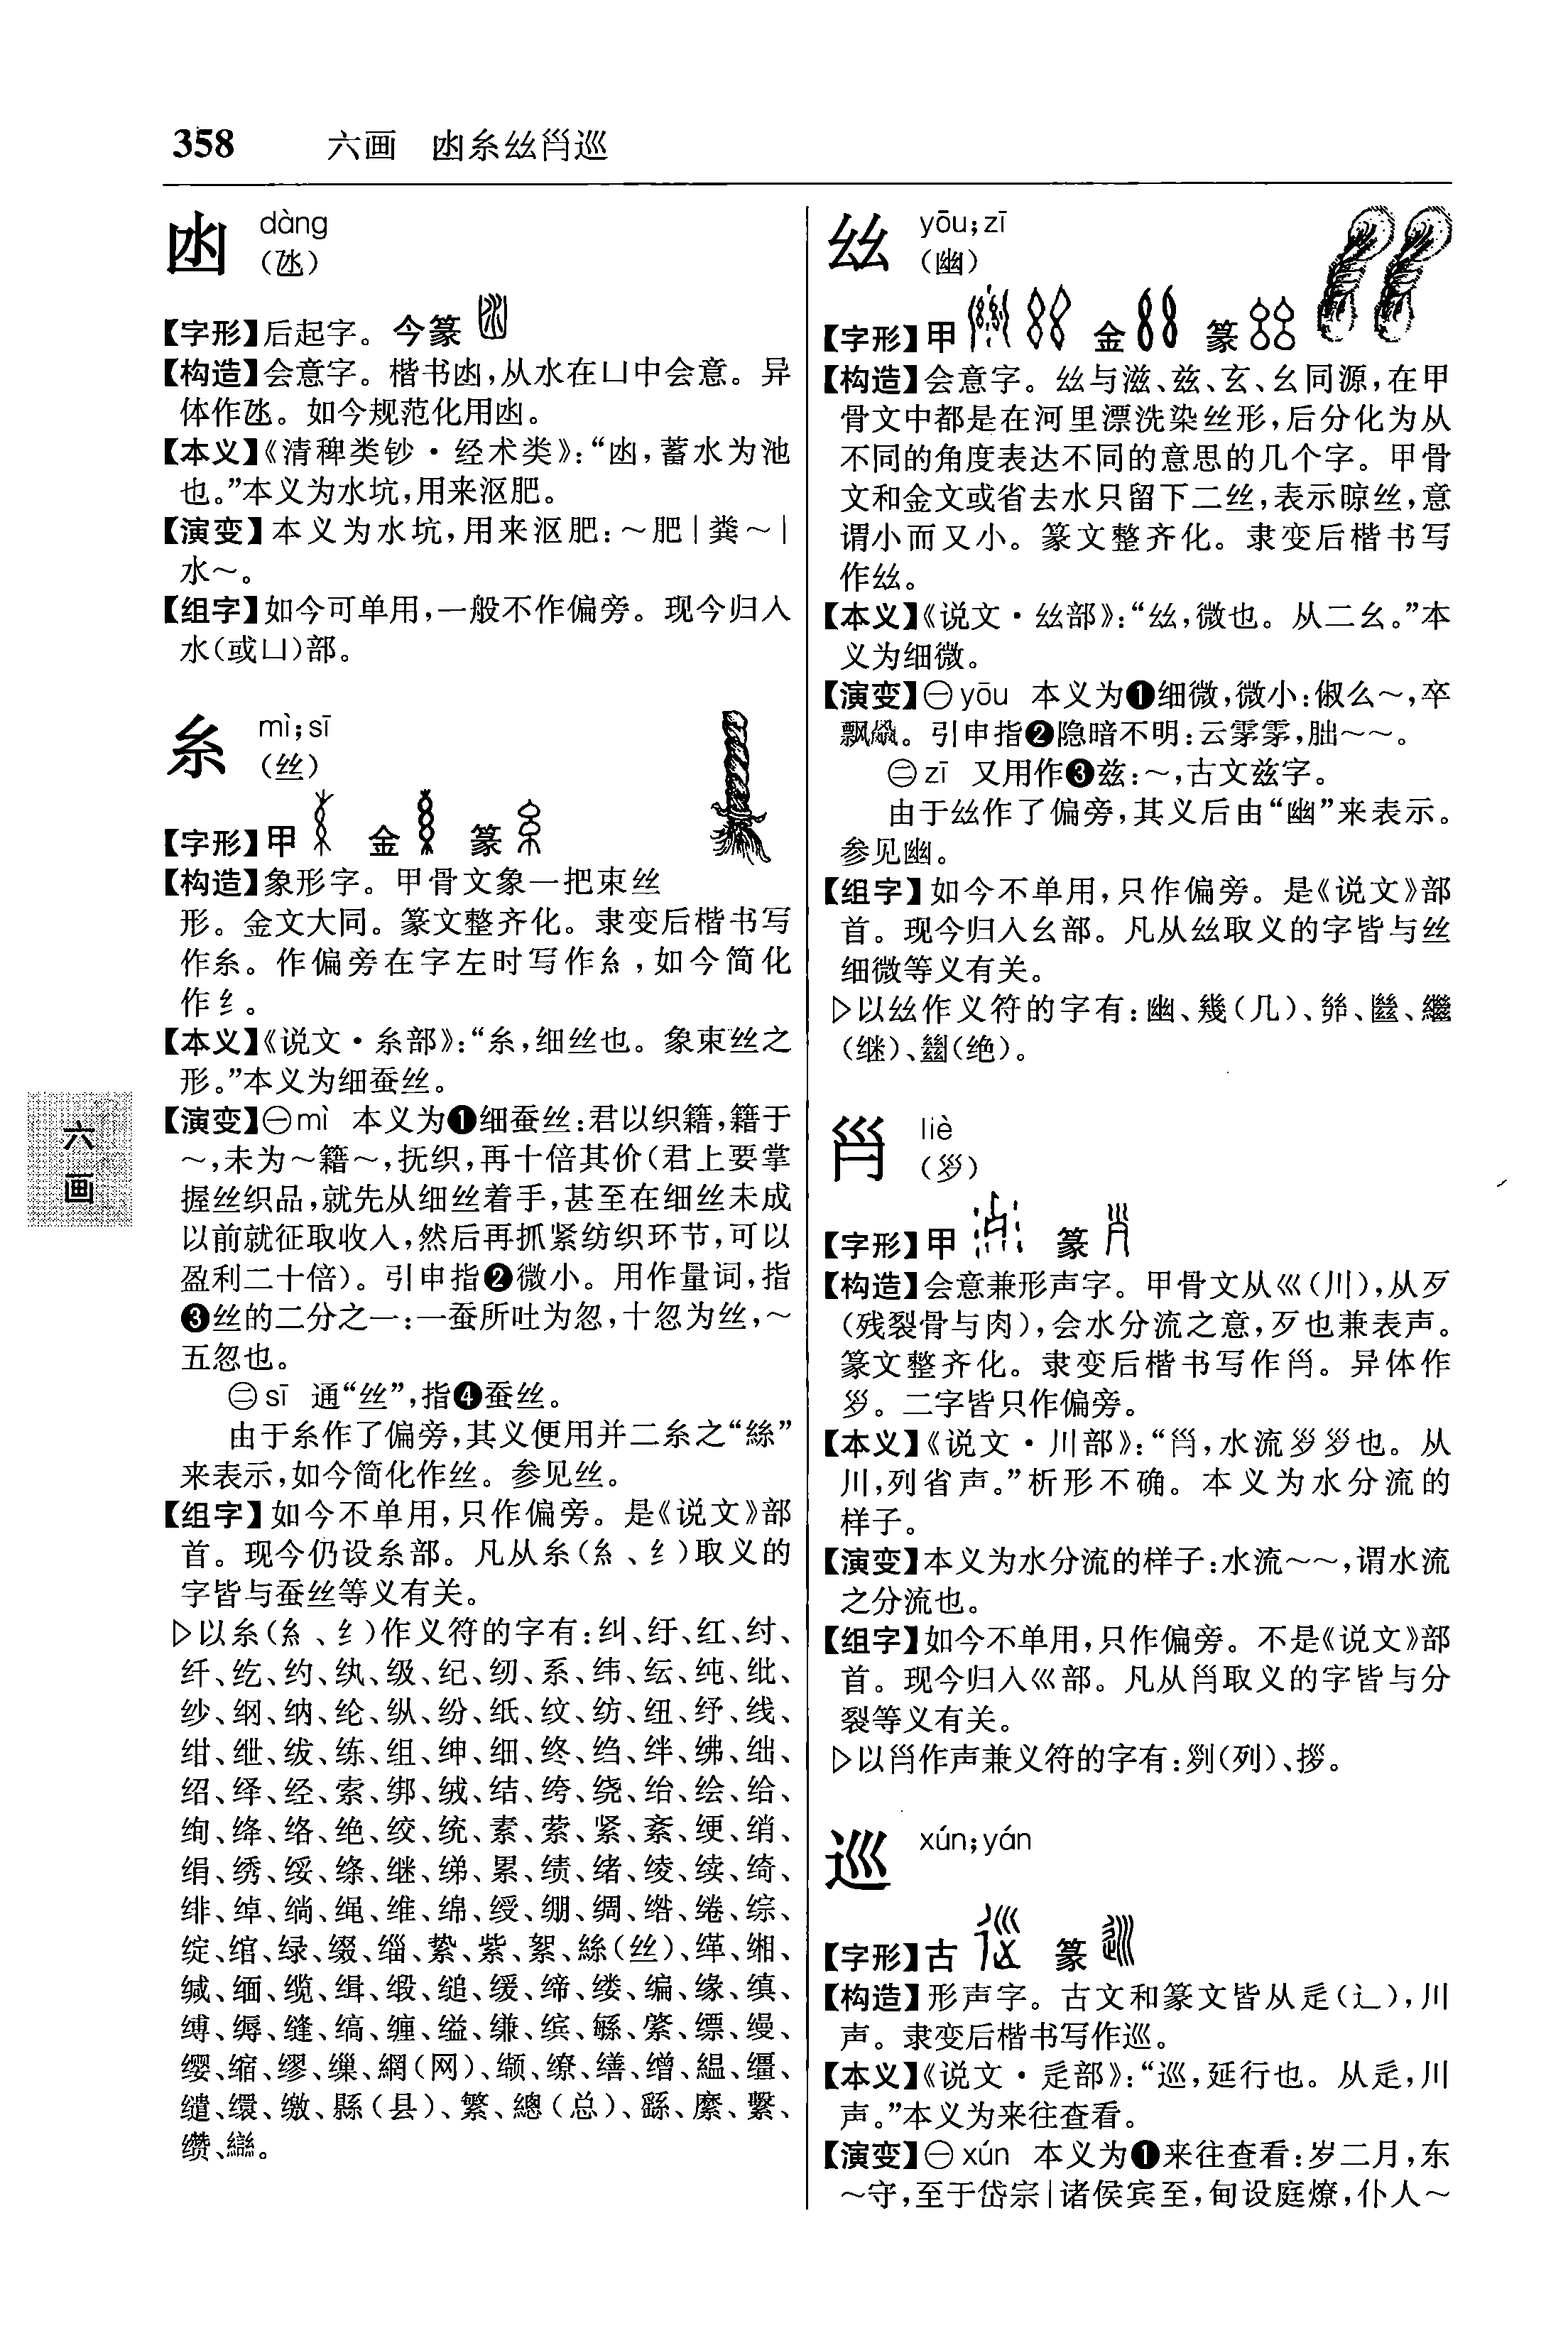 358 六画 凼糸𢆶𡿪巡
凼 dàng
（氹）
【字形】后起字。今篆
【构造】会意字。楷书凼，从水在凵中会意。异
体作氹。如今规范化用凼。
【本义】《清稗类钞·经术类》：“凼，蓄水为池
也。”本义为水坑，用来沤肥。
【演变】本义为水坑，用来沤肥：～肥｜粪～｜
水～。
【组字】如今可单用，一般不作偏旁。现今归入
水（或凵）部。
糸 mì；sī
（丝）
【字形】甲 金 篆
【构造】象形字。甲骨文象一把束丝
形。金文大同。篆文整齐化。隶变后楷书写
作糸。作偏旁在字左时写作糹，如今简化
作纟。
【本义】《说文·糸部》：“糸，细丝也。象束丝之
形。”本义为细蚕丝。
【演变】㊀mì 本义为❶细蚕丝：君以织籍，籍于
～，未为～籍～，抚织，再十倍其价（君上要掌
握丝织品，就先从细丝着手，甚至在细丝未成
以前就征取收入，然后再抓紧纺织环节，可以
盈利二十倍）。引申指❷微小。用作量词，指
❸丝的二分之一：一蚕所吐为忽，十忽为丝，～
五忽也。
㊁sī 通“丝”，指❹蚕丝。
由于糸作了偏旁，其义便用并二糸之“絲”
来表示，如今简化作丝。参见丝。
【组字】如今不单用，只作偏旁。是《说文》部
首。现今仍设糸部。凡从糸（糹、纟）取义的
字皆与蚕丝等义有关。
▷以糸（糹、纟）作义符的字有：纠、纡、红、纣、
纤、纥、约、纨、级、纪、纫、系、纬、纭、纯、纰、
纱、纲、纳、纶、纵、纷、纸、纹、纺、纽、纾、线、
绀、绁、绂、练、组、绅、细、终、绉、绊、绋、绌、
绍、绎、经、索、绑、绒、结、绔、绕、绐、绘、给、
绚、绛、络、绝、绞、统、素、萦、紧、紊、绠、绡、
绢、绣、绥、绦、继、绨、累、绩、绪、绫、续、绮、
绯、绰、绱、绳、维、绵、绶、绷、绸、绺、绻、综、
绽、绾、绿、缀、缁、絷、紫、絮、絲（丝）、缂、缃、
缄、缅、缆、缉、缎、缒、缓、缔、缕、编、缘、缜、
缚、缛、缝、缟、缠、缢、缣、缤、緐、綮、缥、缦、
缨、缩、缪、缫、網（网）、缬、缭、缮、缯、缊、缰、
缱、缳、缴、縣（县）、繁、總（总）、繇、縻、繫、
缵、䜌。
𢆶 yōu；zī
（幽）
【字形】甲 金 篆
【构造】会意字。𢆶与滋、兹、玄、幺同源，在甲
骨文中都是在河里漂洗染丝形，后分化为从
不同的角度表达不同的意思的几个字。甲骨
文和金文或省去水只留下二丝，表示晾丝，意
谓小而又小。篆文整齐化。隶变后楷书写
作𢆶。
【本义】《说文·𢆶部》：“𢆶，微也。从二幺。”本
义为细微。
【演变】㊀yōu 本义为❶细微，微小：俶么～，卒
飘飙。引申指❷隐暗不明：云霏霏，朏～～。
㊁zī 又用作❸兹：～，古文兹字。
由于𢆶作了偏旁，其义后由“幽”来表示。
参见幽。
【组字】如今不单用，只作偏旁。是《说文》部
首。现今归入幺部。凡从𢆶取义的字皆与丝
细微等义有关。
▷以𢆶作义符的字有：幽、幾（几）、𢇇、㡭、繼
（继）、𢇍（绝）。
𡿪 liè
（𡿬）
【字形】甲 篆
【构造】会意兼形声字。甲骨文从巛（川），从歹
（残裂骨与肉），会水分流之意，歹也兼表声。
篆文整齐化。隶变后楷书写作𡿪。异体作
𡿬。二字皆只作偏旁。
【本义】《说文·川部》：“𡿪，水流𡿬𡿬也。从
川，列省声。”析形不确。本义为水分流的
样子。
【演变】本义为水分流的样子：水流～～，谓水流
之分流也。
【组字】如今不单用，只作偏旁。不是《说文》部
首。现今归入巛部。凡从𡿪取义的字皆与分
裂等义有关。
▷以𡿪作声兼义符的字有：𠛱（列）、挘。
巡 xún；yán
【字形】古 篆
【构造】形声字。古文和篆文皆从辵（辶），川
声。隶变后楷书写作巡。
【本义】《说文·辵部》：“巡，延行也。从辵，川
声。”本义为来往查看。
【演变】㊀xún 本义为❶来往查看：岁二月，东
～守，至于岱宗｜诸侯宾至，甸设庭燎，仆人～
六画